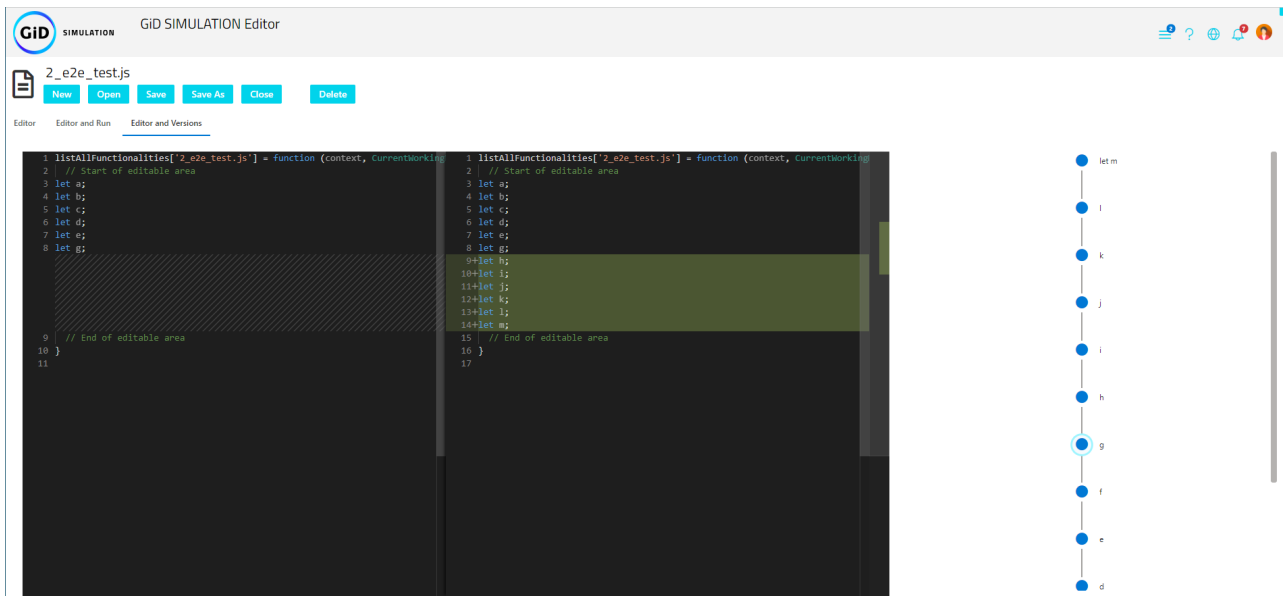 GiD SIMULATION
GiD SIMULATION Editor
2
7
2_e2e_test.js
New Open Save Save As Close Delete
Editor Editor and Run Editor and Versions
1 listAllFunctionalities['2_e2e_test.js'] = function (context, CurrentWorking
2 // Start of editable area
3 let a;
4 let b;
5 let c;
6 let d;
7 let e;
8 let g;
9 // End of editable area
10 }
11
1 listAllFunctionalities['2_e2e_test.js'] = function (context, CurrentWorking
2 // Start of editable area
3 let a;
4 let b;
5 let c;
6 let d;
7 let e;
8 let g;
9+let h;
10+let i;
11+let j;
12+let k;
13+let l;
14+let m;
15 // End of editable area
16 }
17
let m
l
k
j
i
h
g
f
e
d